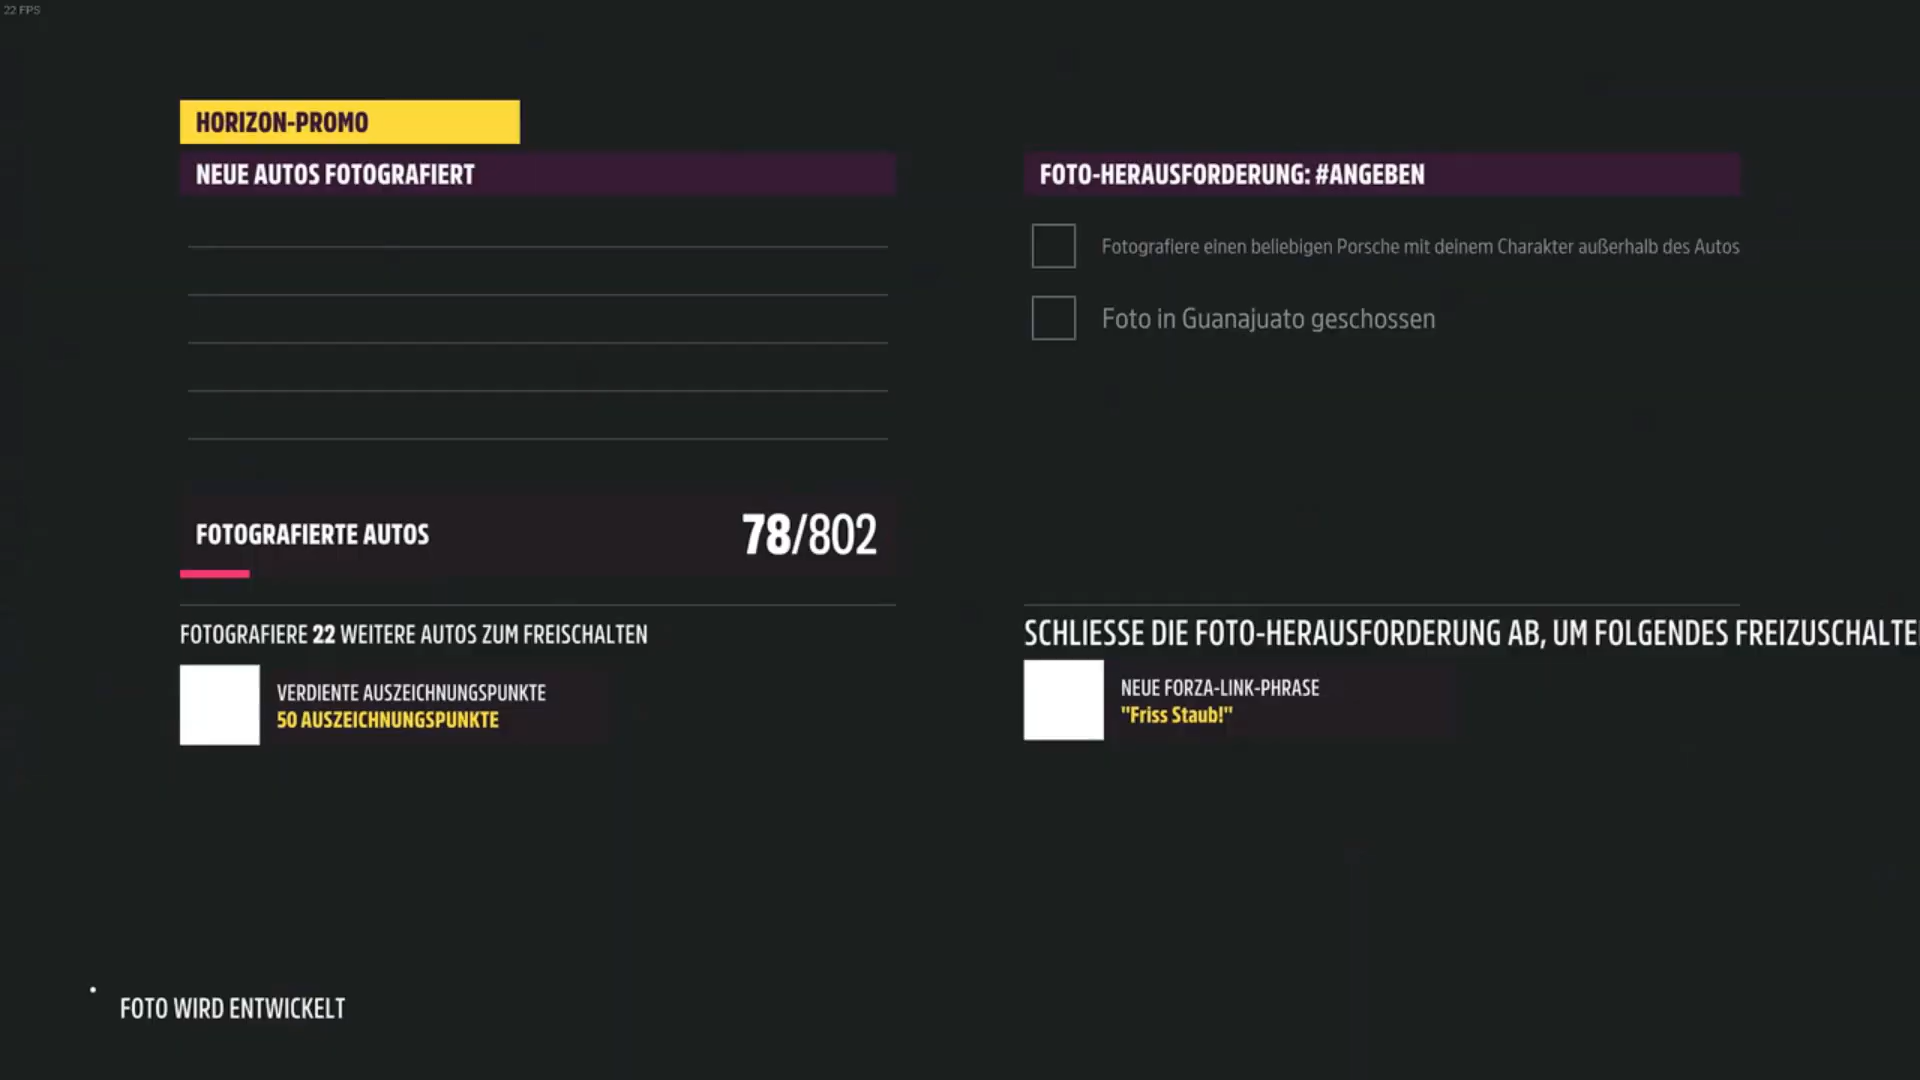 22 FPS
HORIZON-PROMO
NEUE AUTOS FOTOGRAFIERT
FOTOGRAFIERTE AUTOS 78/802
FOTOGRAFIERE 22 WEITERE AUTOS ZUM FREISCHALTEN
VERDIENTE AUSZEICHNUNGSPUNKTE
50 AUSZEICHNUNGSPUNKTE
FOTO-HERAUSFORDERUNG: #ANGEBEN
Fotografiere einen beliebigen Porsche mit deinem Charakter außerhalb des Autos
Foto in Guanajuato geschossen
SCHLIESSE DIE FOTO-HERAUSFORDERUNG AB, UM FOLGENDES FREIZUSCHALTE
NEUE FORZA-LINK-PHRASE
"Friss Staub!"
FOTO WIRD ENTWICKELT